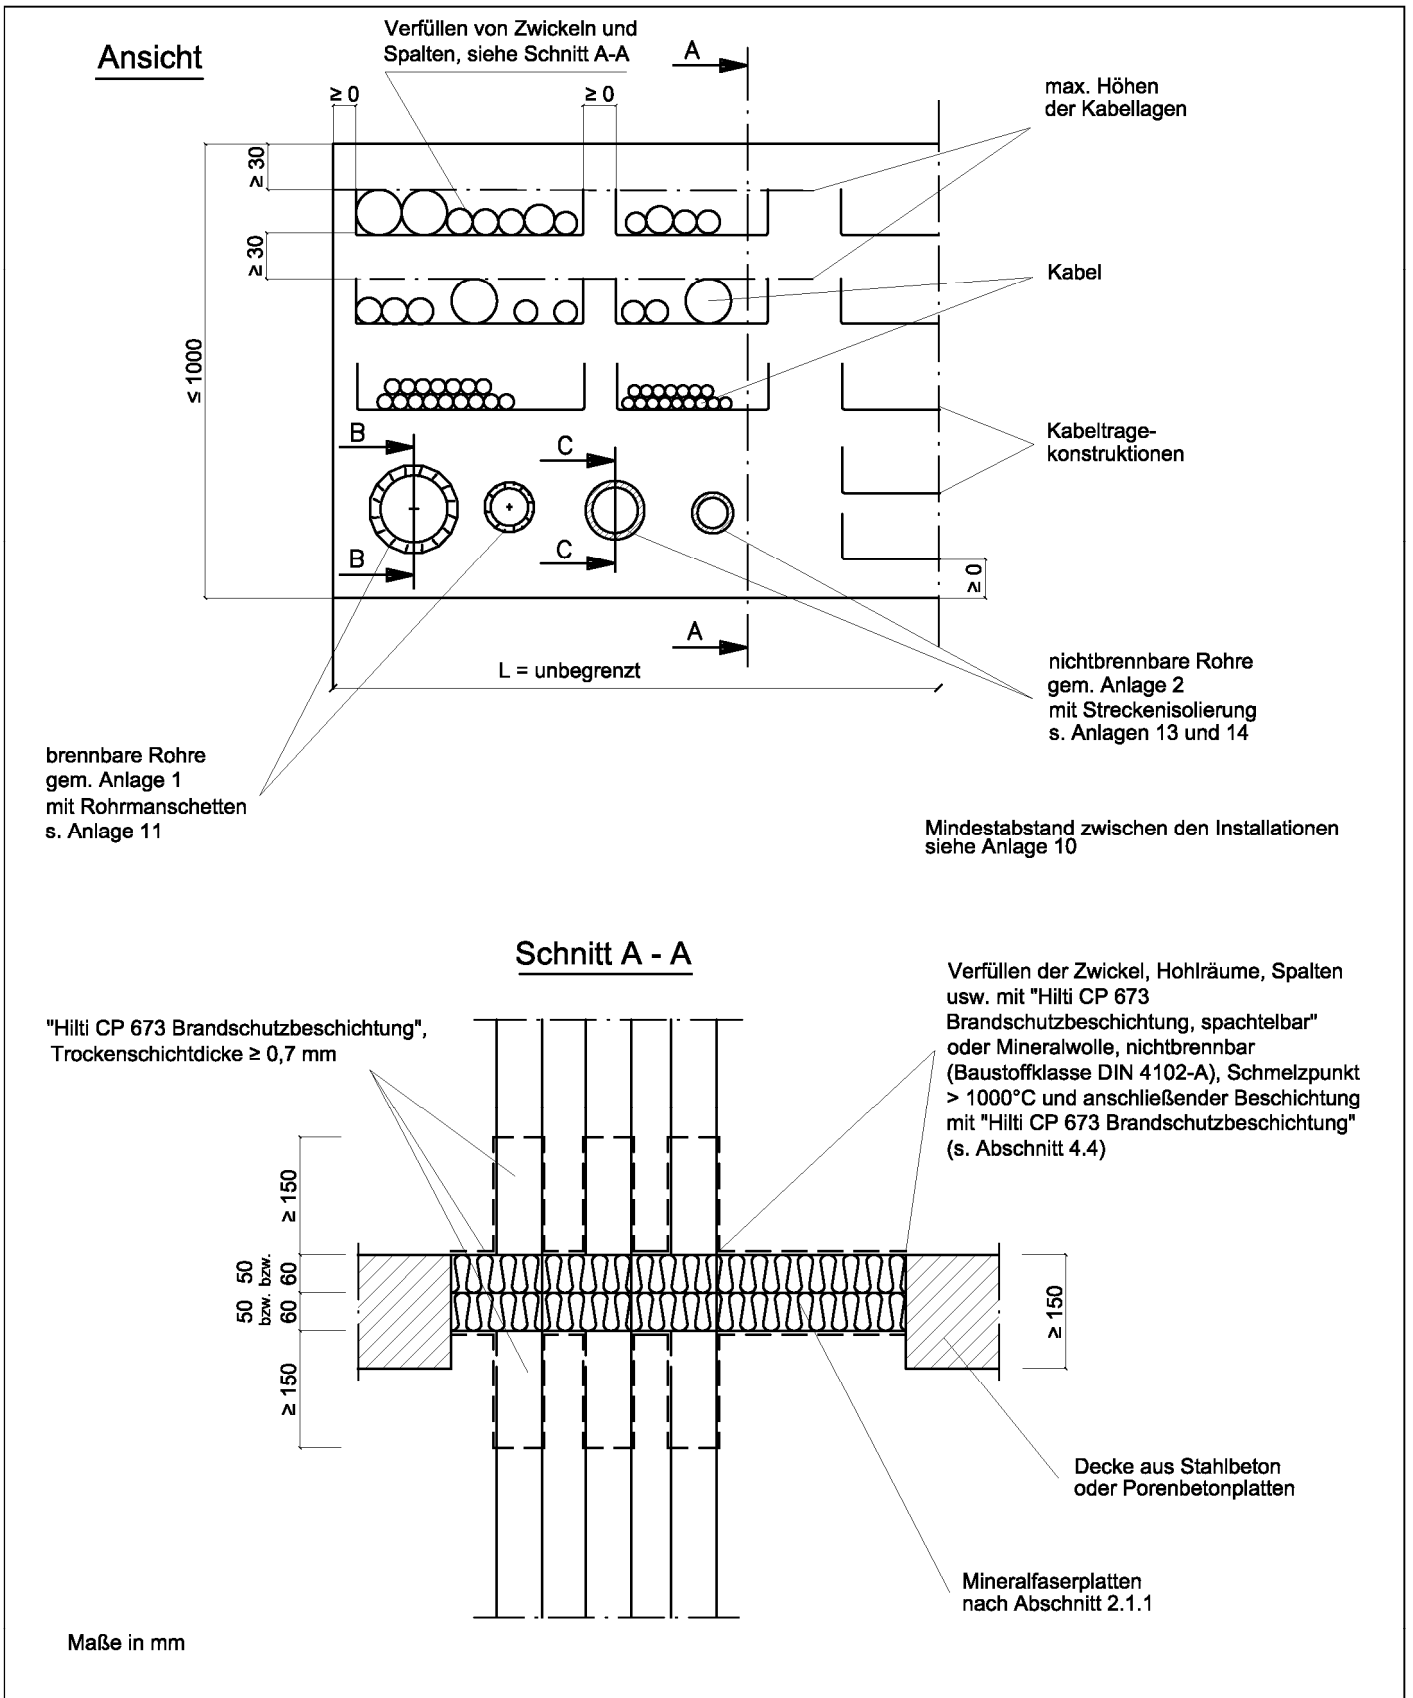 Ansicht
Verfüllen von Zwickeln und
Spalten, siehe Schnitt A-A
A
max. Höhen
der Kabellagen
≥ 0
≥ 0
≥ 30
≥ 30
≤ 1000
Kabel
Kabeltrage-
konstruktionen
B
C
B
C
≥ 0
A
L = unbegrenzt
nichtbrennbare Rohre
gem. Anlage 2
mit Streckenisolierung
s. Anlagen 13 und 14
brennbare Rohre
gem. Anlage 1
mit Rohrmanschetten
s. Anlage 11
Mindestabstand zwischen den Installationen
siehe Anlage 10
Schnitt A - A
"Hilti CP 673 Brandschutzbeschichtung",
Trockenschichtdicke ≥ 0,7 mm
Verfüllen der Zwickel, Hohlräume, Spalten
usw. mit "Hilti CP 673
Brandschutzbeschichtung, spachtelbar"
oder Mineralwolle, nichtbrennbar
(Baustoffklasse DIN 4102-A), Schmelzpunkt
> 1000°C und anschließender Beschichtung
mit "Hilti CP 673 Brandschutzbeschichtung"
(s. Abschnitt 4.4)
≥ 150
50 bzw. 60
50 bzw. 60
≥ 150
≥ 150
Decke aus Stahlbeton
oder Porenbetonplatten
Mineralfaserplatten
nach Abschnitt 2.1.1
Maße in mm